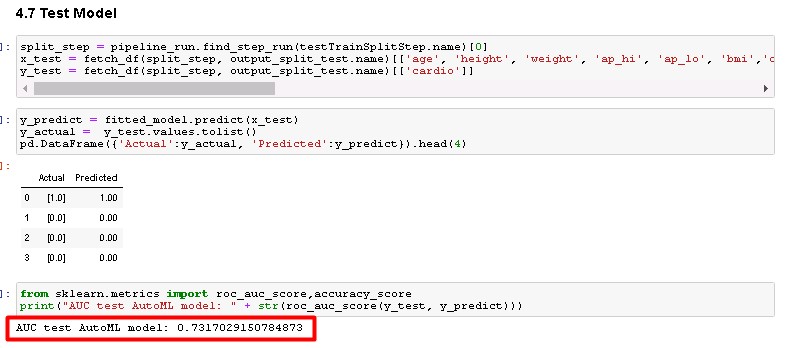 4.7 Test Model
]: split_step = pipeline_run.find_step_run(testTrainSplitStep.name)[0]
x_test = fetch_df(split_step, output_split_test.name)[['age', 'height', 'weight', 'ap_hi', 'ap_lo', 'bmi','c
y_test = fetch_df(split_step, output_split_test.name)[['cardio']]
]: y_predict = fitted_model.predict(x_test)
y_actual =  y_test.values.tolist()
pd.DataFrame({'Actual':y_actual, 'Predicted':y_predict}).head(4)
]:
Actual Predicted
0 [1.0] 1.00
1 [0.0] 0.00
2 [0.0] 0.00
3 [0.0] 0.00
]: from sklearn.metrics import roc_auc_score,accuracy_score
print("AUC test AutoML model: " + str(roc_auc_score(y_test, y_predict)))
AUC test AutoML model: 0.7317029150784873